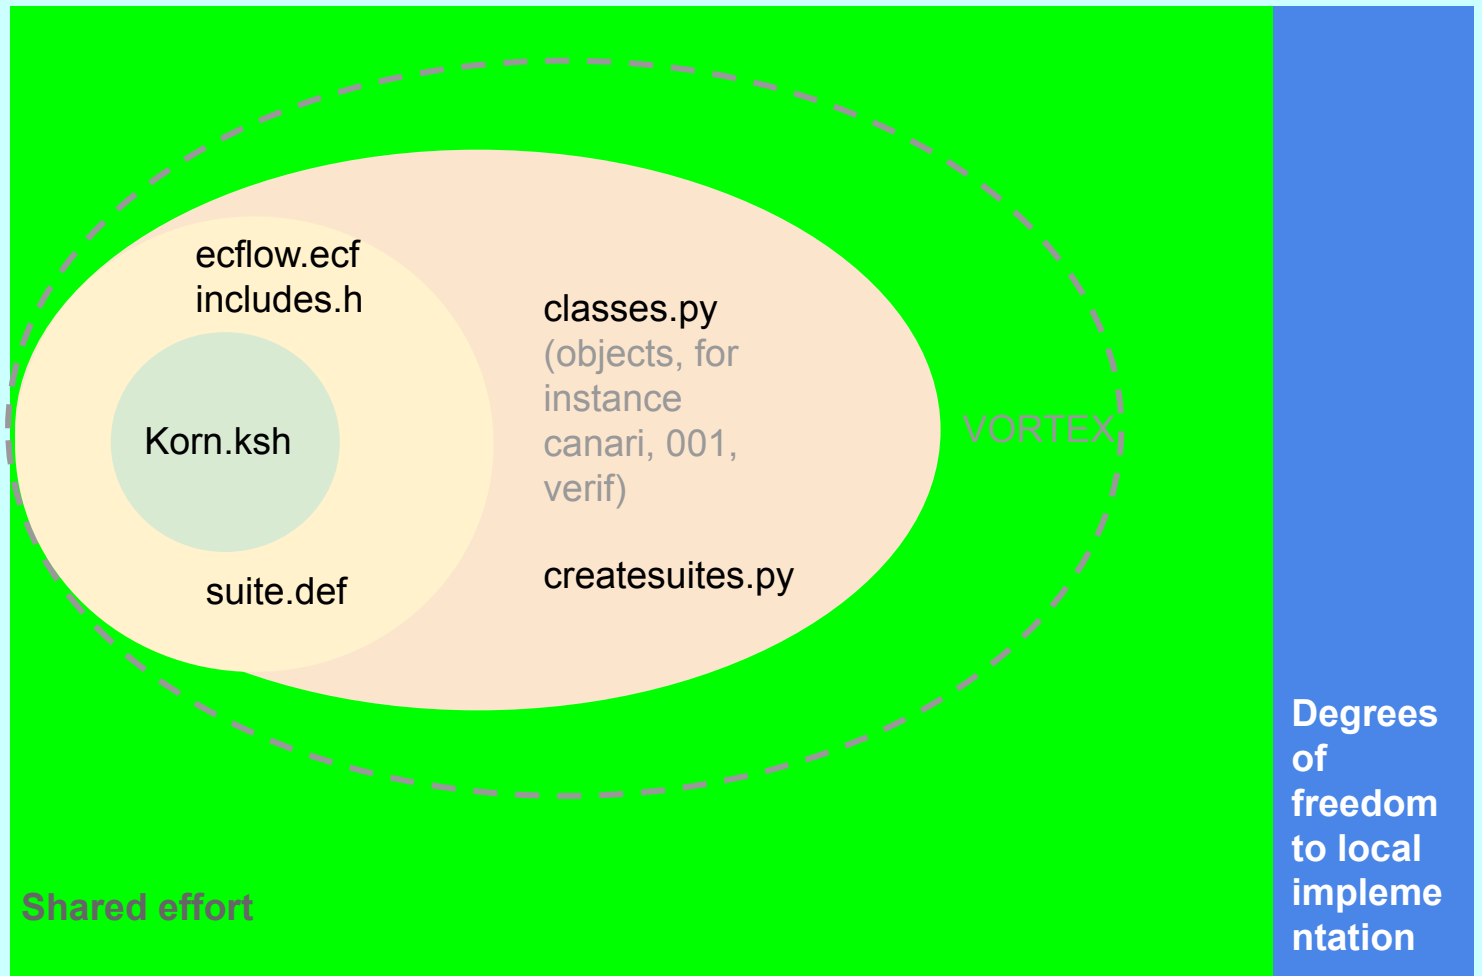 ecflow.ecf
includes.h
Korn.ksh
suite.def
classes.py
(objects, for
instance
canari, 001,
verif)
createsuites.py
VORTEX
Shared effort
Degrees
of
freedom
to local
impleme
ntation